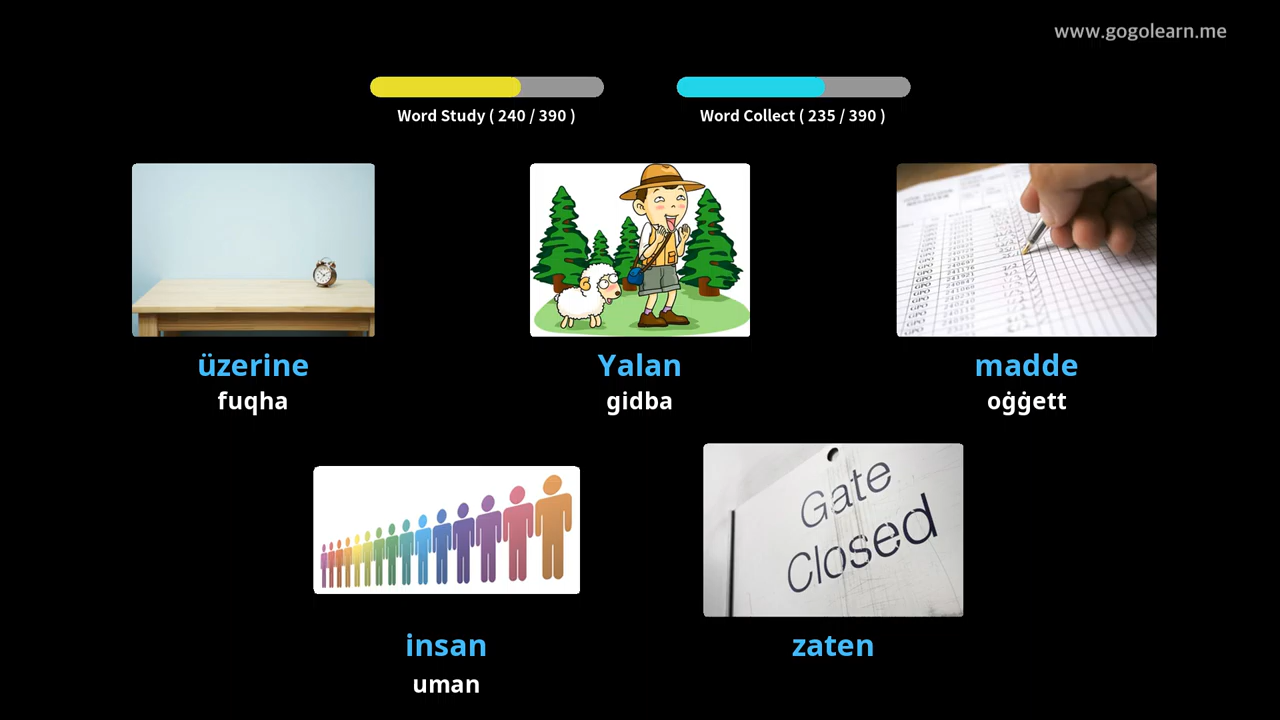 www.gogolearn.me
Word Study ( 240 / 390 )
Word Collect ( 235 / 390 )
üzerine
fuqha
Yalan
gidba
madde
oġġett
Gate
Closed
insan
uman
zaten